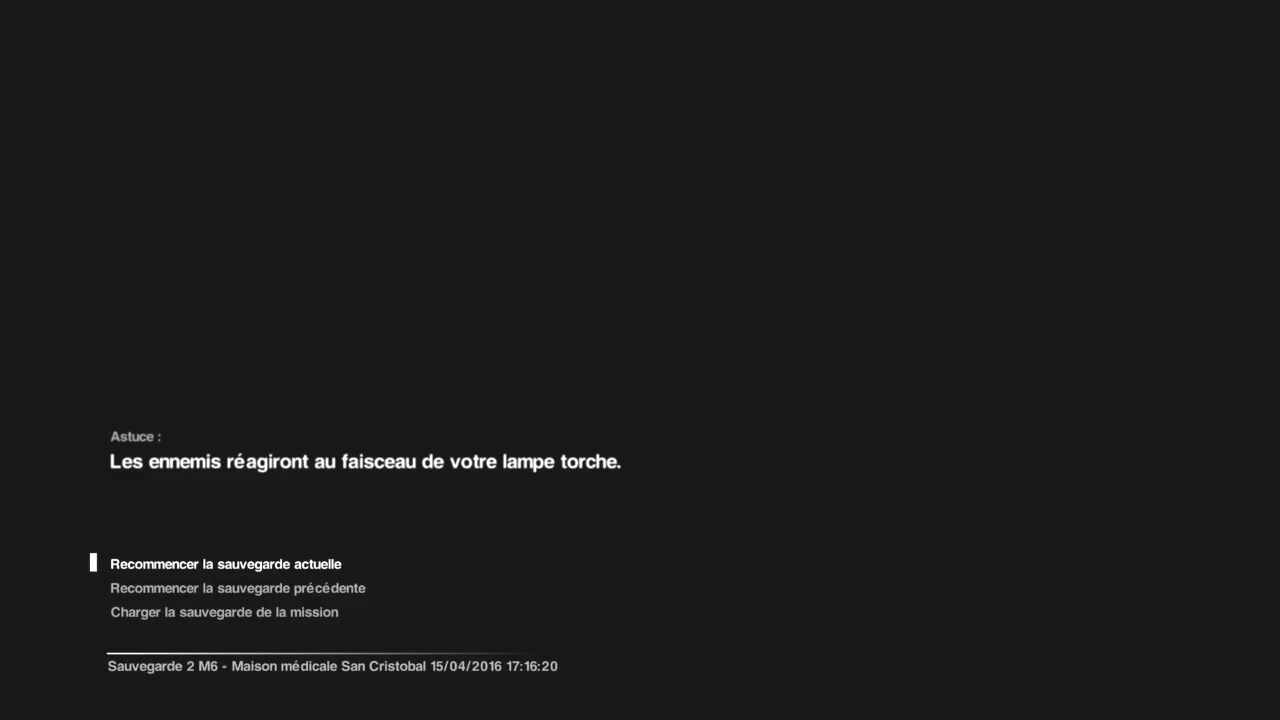 Astuce :
Les ennemis réagiront au faisceau de votre lampe torche.
Recommencer la sauvegarde actuelle
Recommencer la sauvegarde précédente
Charger la sauvegarde de la mission
Sauvegarde 2 M6 - Maison médicale San Cristobal 15/04/2016 17:16:20